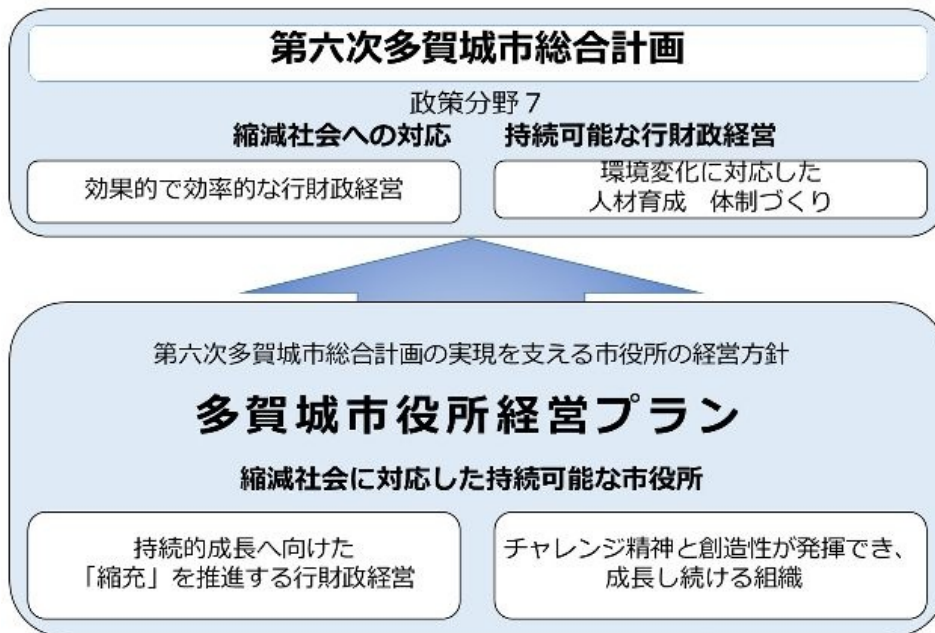 第六次多賀城市総合計画
政策分野７
縮減社会への対応　持続可能な行財政経営
効果的で効率的な行財政経営
環境変化に対応した
人材育成　体制づくり
第六次多賀城市総合計画の実現を支える市役所の経営方針
多賀城市役所経営プラン
縮減社会に対応した持続可能な市役所
持続的成長へ向けた
「縮充」を推進する行財政経営
チャレンジ精神と創造性が発揮でき、
成長し続ける組織